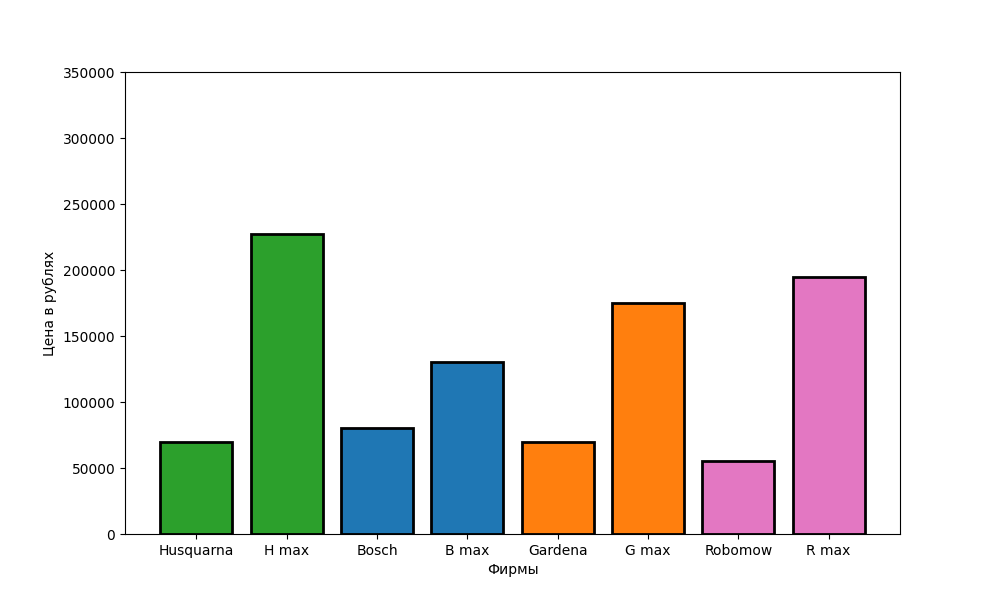 350000
300000
250000
200000
150000
100000
50000
0
Цена в рублях
Husquarna
H max
Bosch
B max
Gardena
G max
Robomow
R max
Фирмы